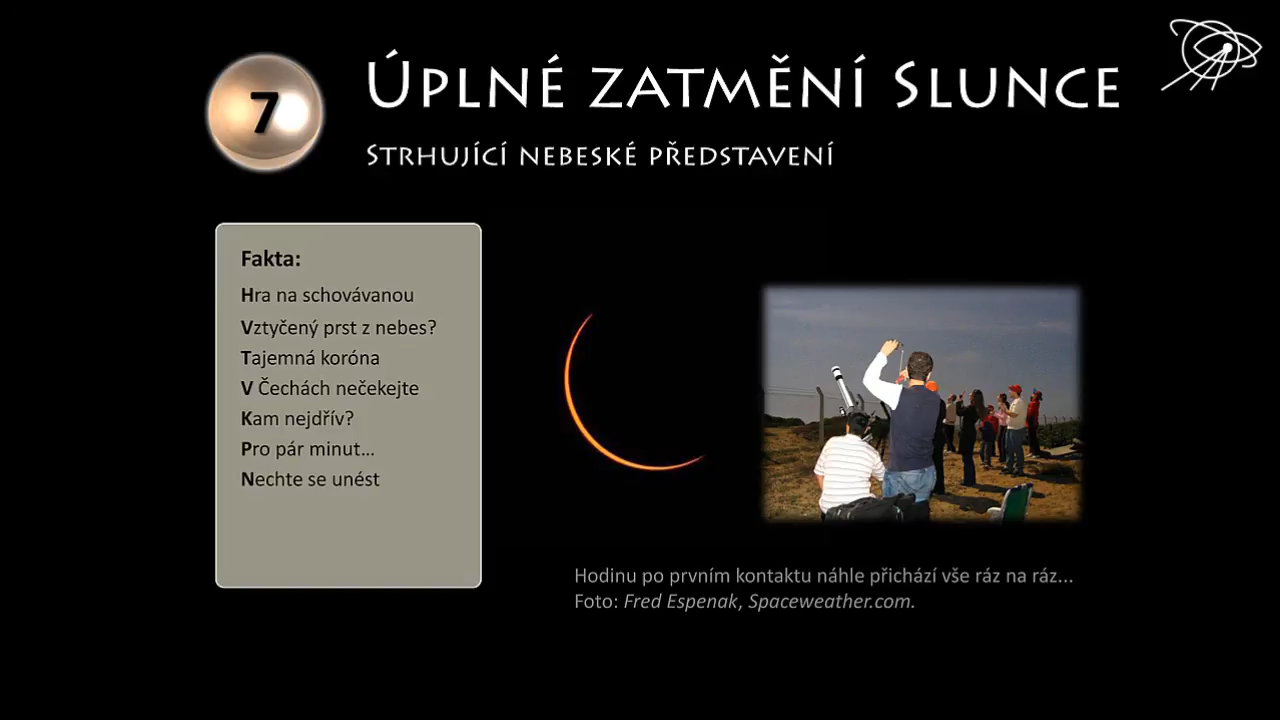 7
Úplné zatmění Slunce
Strhující nebeské představení
Fakta:
Hra na schovávanou
Vztyčený prst z nebes?
Tajemná koróna
V Čechách nečekejte
Kam nejdřív?
Pro pár minut...
Nechte se unést
Hodinu po prvním kontaktu náhle přichází vše ráz na ráz...
Foto: Fred Espenak, Spaceweather.com.